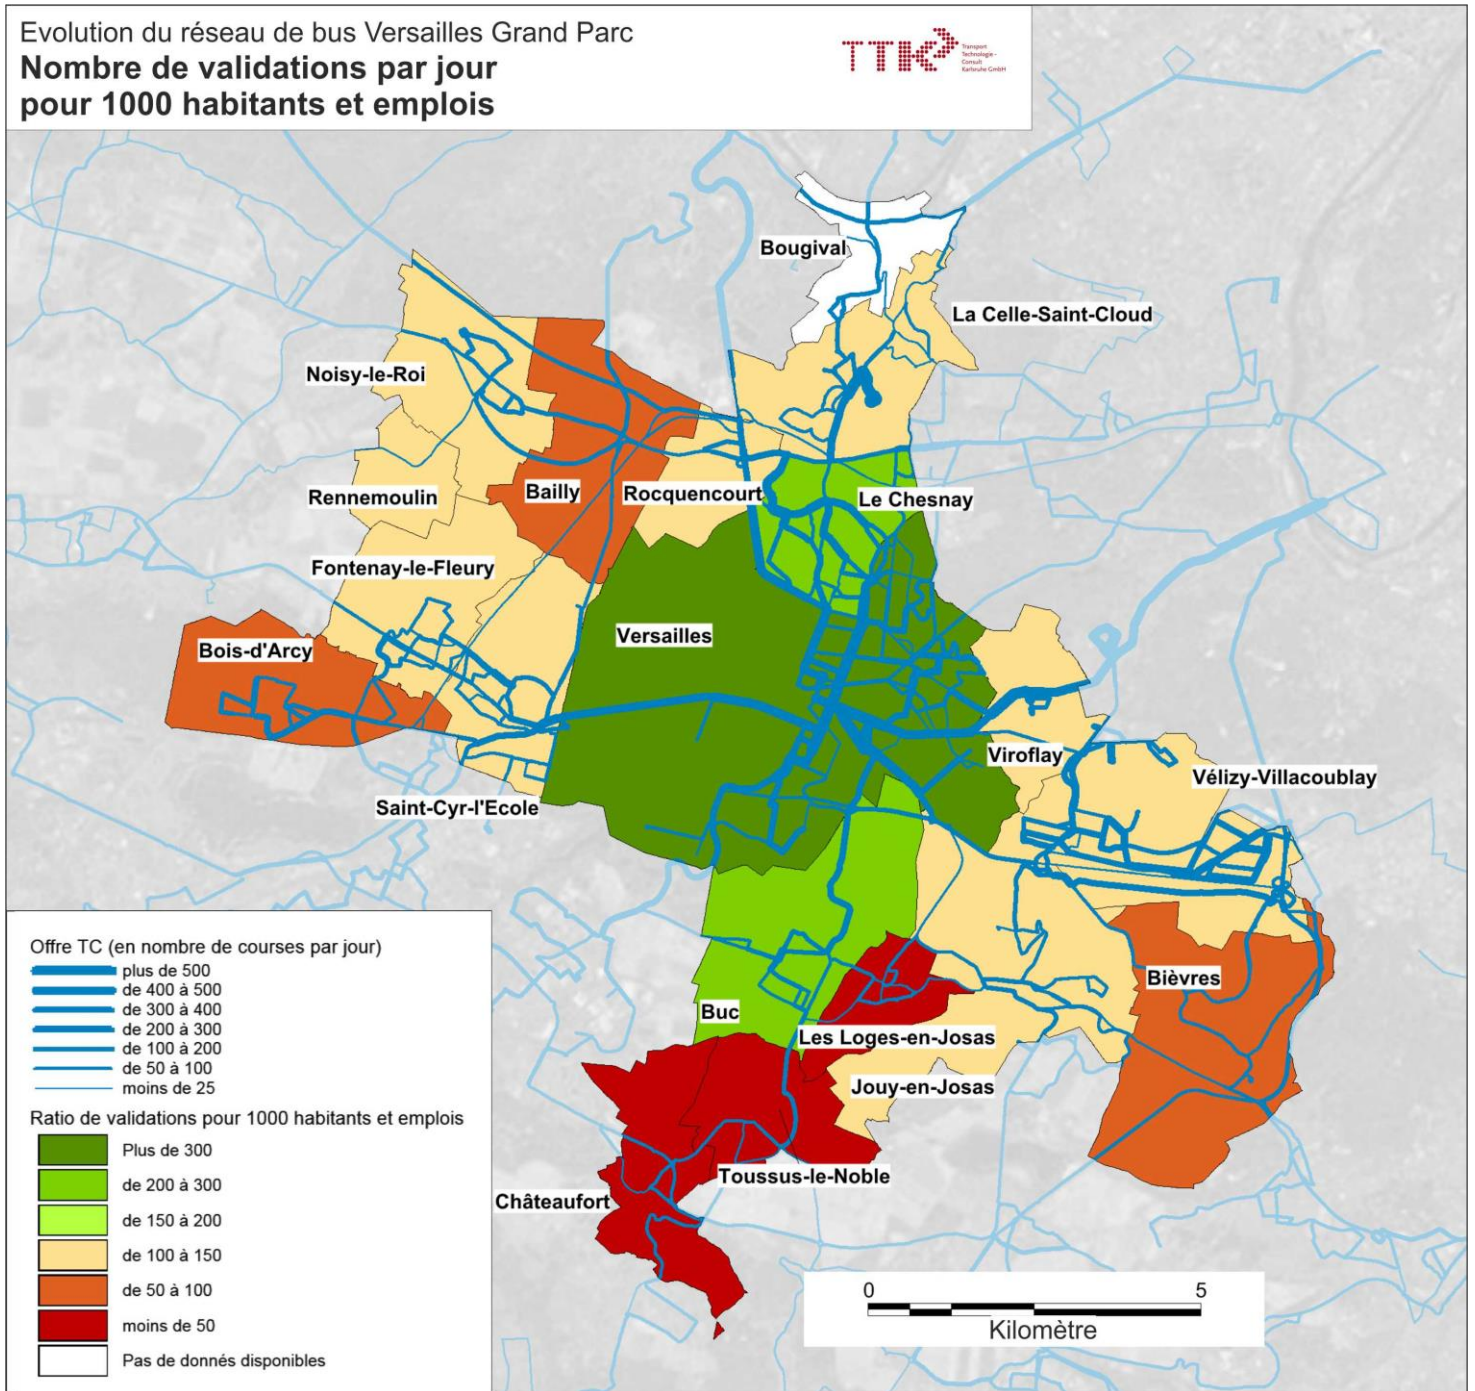 Evolution du réseau de bus Versailles Grand Parc
Nombre de validations par jour
pour 1000 habitants et emplois
TTK
Transport
Technologie -
Consult
Karlsruhe GmbH
Bougival
La Celle-Saint-Cloud
Noisy-le-Roi
Rennemoulin
Bailly
Rocquencourt
Le Chesnay
Fontenay-le-Fleury
Versailles
Bois-d'Arcy
Viroflay
Vélizy-Villacoublay
Saint-Cyr-l'Ecole
Bièvres
Buc
Les Loges-en-Josas
Jouy-en-Josas
Toussus-le-Noble
Châteaufort
Offre TC (en nombre de courses par jour)
plus de 500
de 400 à 500
de 300 à 400
de 200 à 300
de 100 à 200
de 50 à 100
moins de 25
Ratio de validations pour 1000 habitants et emplois
Plus de 300
de 200 à 300
de 150 à 200
de 100 à 150
de 50 à 100
moins de 50
Pas de donnés disponibles
0 5
Kilomètre